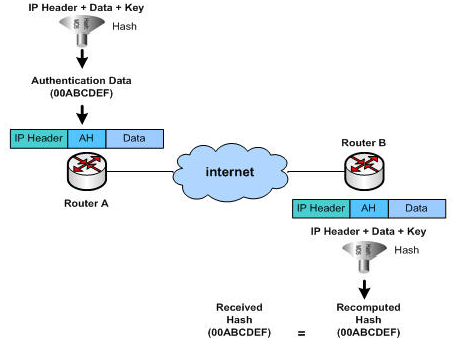 IP Header + Data + Key
Hash
Authentication Data
(00ABCDEF)
IP Header AH Data
Router A
internet
Router B
IP Header AH Data
IP Header + Data + Key
Hash
Received Recomputed
Hash Hash
(00ABCDEF) = (00ABCDEF)